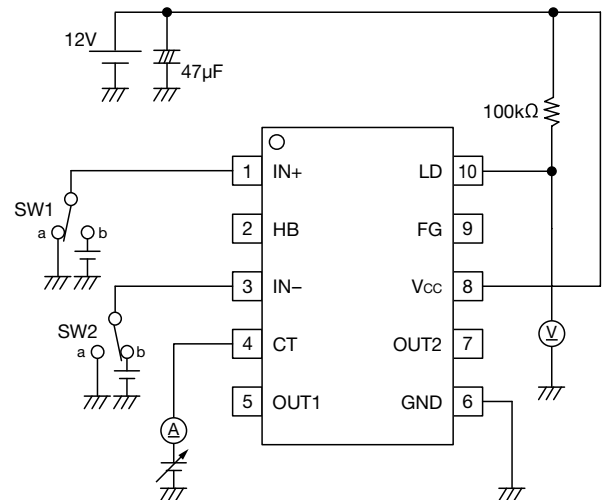 12V
47µF
100kΩ
1 IN+ LD 10
SW1
a b
2 HB FG 9
3 IN− VCC 8
SW2
a b
4 CT OUT2 7
V
5 OUT1 GND 6
A